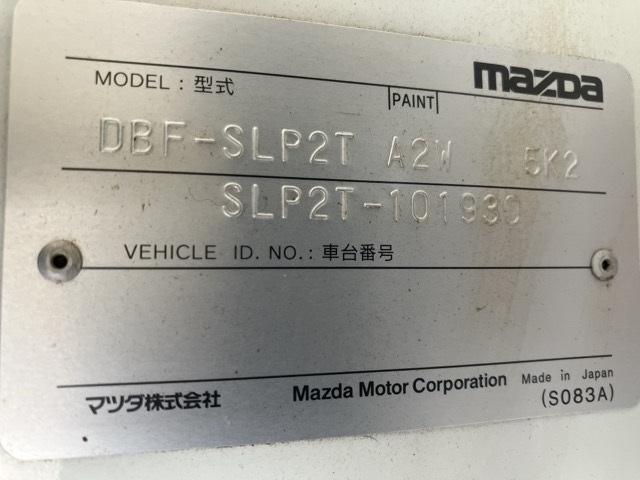 MODEL : 型式 PAINT mazda
DBF-SLP2T A2W 5K2
SLP2T-101930
VEHICLE ID. NO. : 車台番号
マツダ株式会社 Mazda Motor Corporation Made in Japan
(S083A)